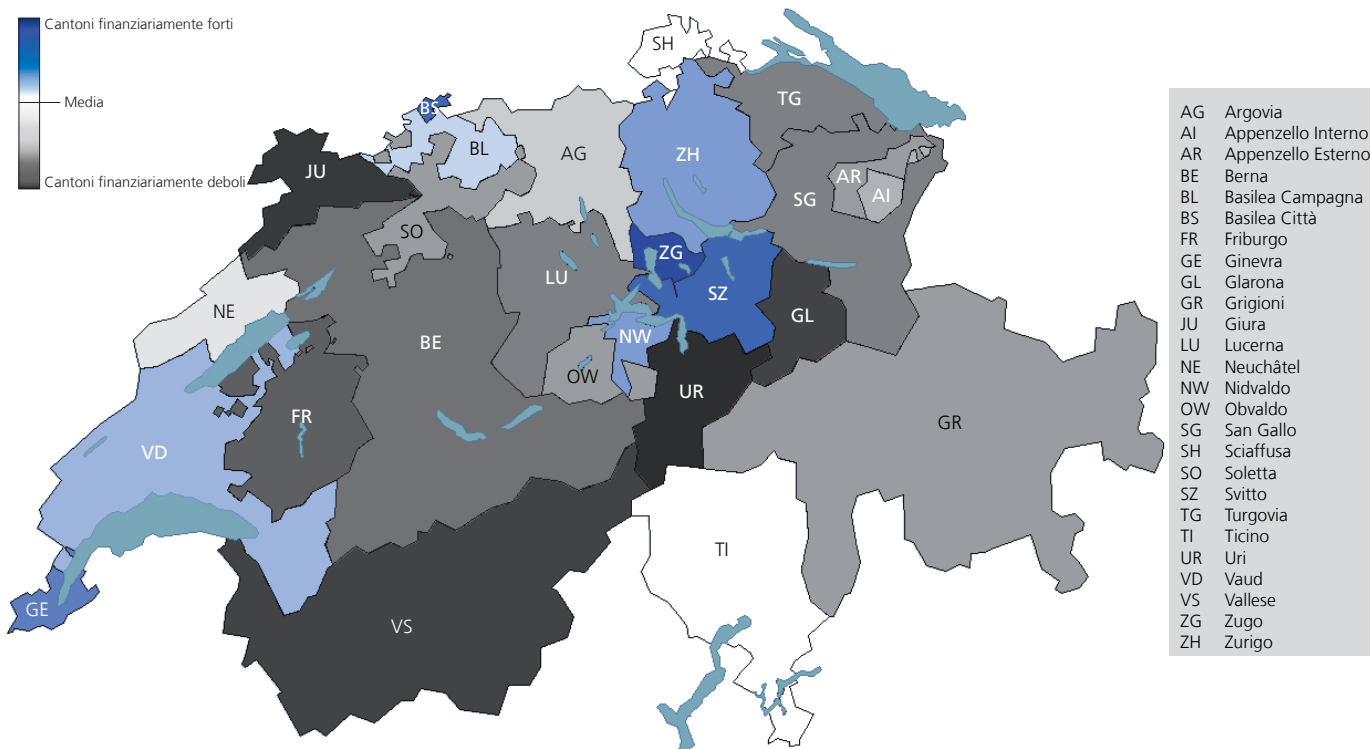 Cantoni finanziariamente forti
Media
Cantoni finanziariamente deboli
SH
TG
BS
BL
AG
ZH
JU
AR
AI
SG
SO
ZG
LU
SZ
NE
GL
NW
BE
OW
UR
FR
GR
VD
TI
GE
VS
AG Argovia
AI Appenzello Interno
AR Appenzello Esterno
BE Berna
BL Basilea Campagna
BS Basilea Città
FR Friburgo
GE Ginevra
GL Glarona
GR Grigioni
JU Giura
LU Lucerna
NE Neuchâtel
NW Nidvaldo
OW Obvaldo
SG San Gallo
SH Sciaffusa
SO Soletta
SZ Svitto
TG Turgovia
TI Ticino
UR Uri
VD Vaud
VS Vallese
ZG Zugo
ZH Zurigo